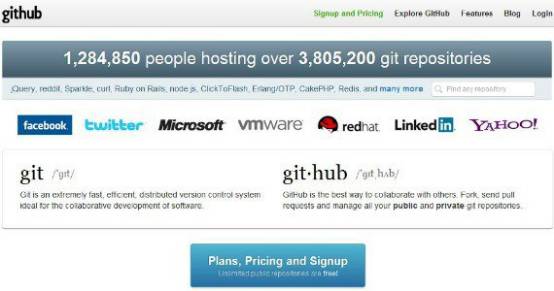 github
Signup and Pricing Explore GitHub Features Blog Login
1,284,850 people hosting over 3,805,200 git repositories
jQuery, reddit, Sparkle, curl, Ruby on Rails, node.js, ClickToFlash, Erlang/OTP, CakePHP, Redis, and many more Find any repository
facebook. twitter Microsoft vmware redhat. Linked in. YAHOO!
git /'git/ git·hub /'git,hʌb/
Git is an extremely fast, efficient, distributed version control system GitHub is the best way to collaborate with others. Fork, send pull
ideal for the collaborative development of software. requests and manage all your public and private git repositories.
Plans, Pricing and Signup
Unlimited public repositories are free!